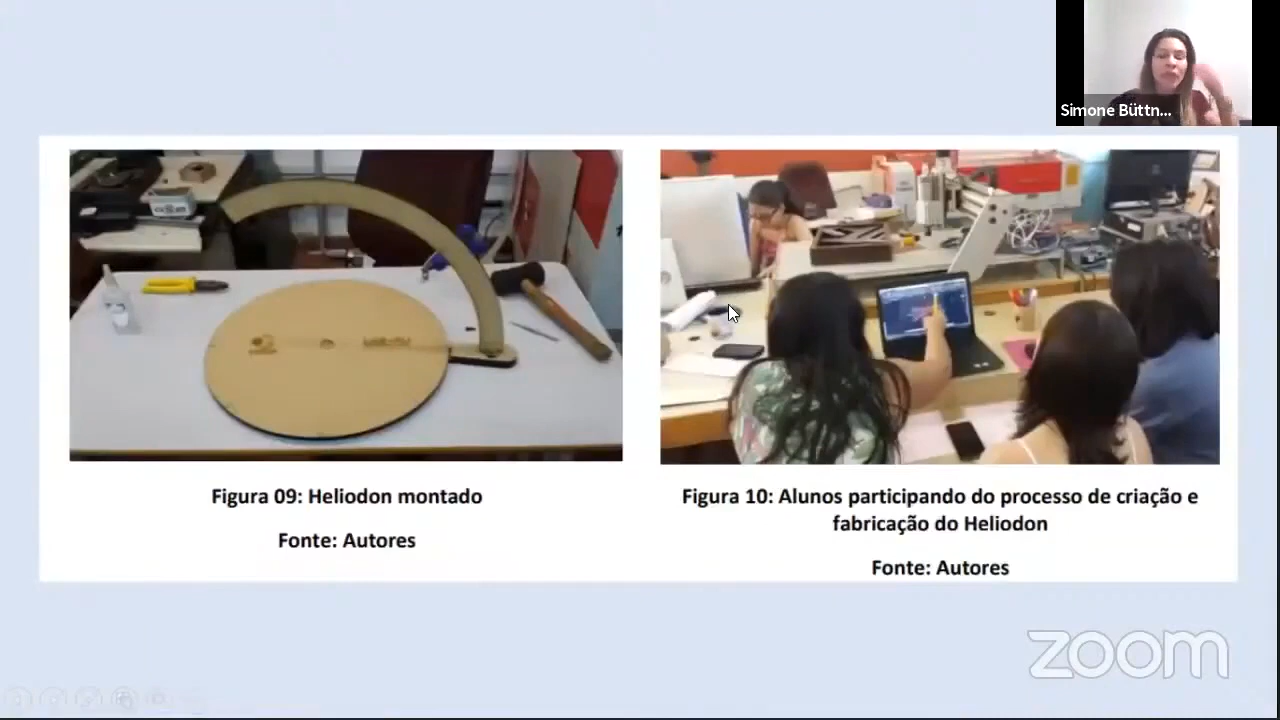 Simone Büttn...
Figura 09: Heliodon montado
Fonte: Autores
Figura 10: Alunos participando do processo de criação e
fabricação do Heliodon
Fonte: Autores
zoom